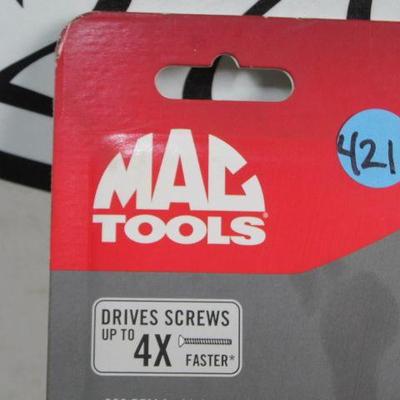 MAC
TOOLS®
421
DRIVES SCREWS
UP TO 4X
FASTER*